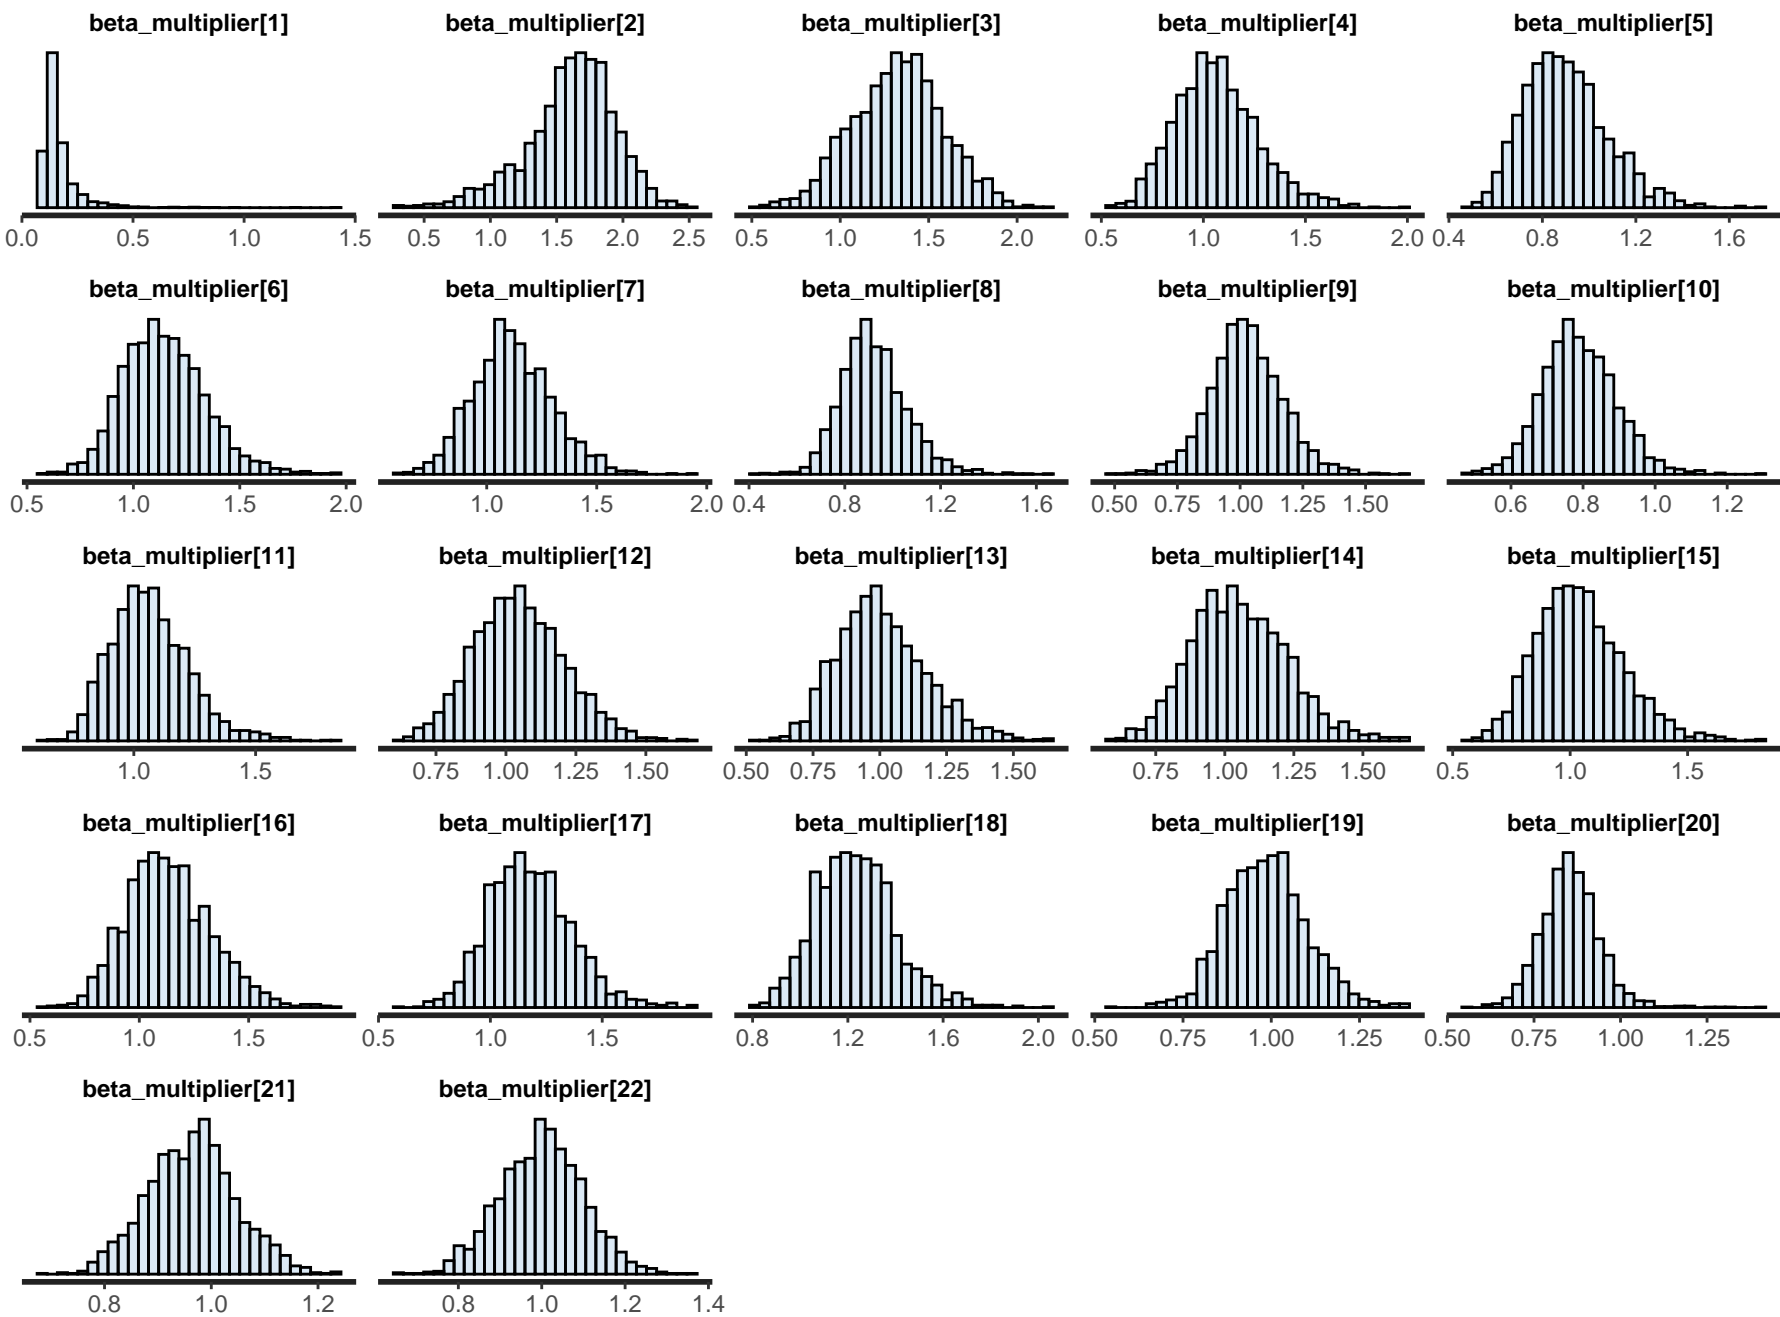 beta_multiplier[1] beta_multiplier[2] beta_multiplier[3] beta_multiplier[4] beta_multiplier[5]
0.0 0.5 1.0 1.5 0.5 1.0 1.5 2.0 2.5 0.5 1.0 1.5 2.0 0.5 1.0 1.5 2.0 0.4 0.8 1.2 1.6
beta_multiplier[6] beta_multiplier[7] beta_multiplier[8] beta_multiplier[9] beta_multiplier[10]
0.5 1.0 1.5 2.0 1.0 1.5 2.0 0.4 0.8 1.2 1.6 0.50 0.75 1.00 1.25 1.50 0.6 0.8 1.0 1.2
beta_multiplier[11] beta_multiplier[12] beta_multiplier[13] beta_multiplier[14] beta_multiplier[15]
1.0 1.5 0.75 1.00 1.25 1.50 0.50 0.75 1.00 1.25 1.50 0.75 1.00 1.25 1.50 0.5 1.0 1.5
beta_multiplier[16] beta_multiplier[17] beta_multiplier[18] beta_multiplier[19] beta_multiplier[20]
0.5 1.0 1.5 0.5 1.0 1.5 0.8 1.2 1.6 2.0 0.50 0.75 1.00 1.25 0.50 0.75 1.00 1.25
beta_multiplier[21] beta_multiplier[22]
0.8 1.0 1.2 0.8 1.0 1.2 1.4